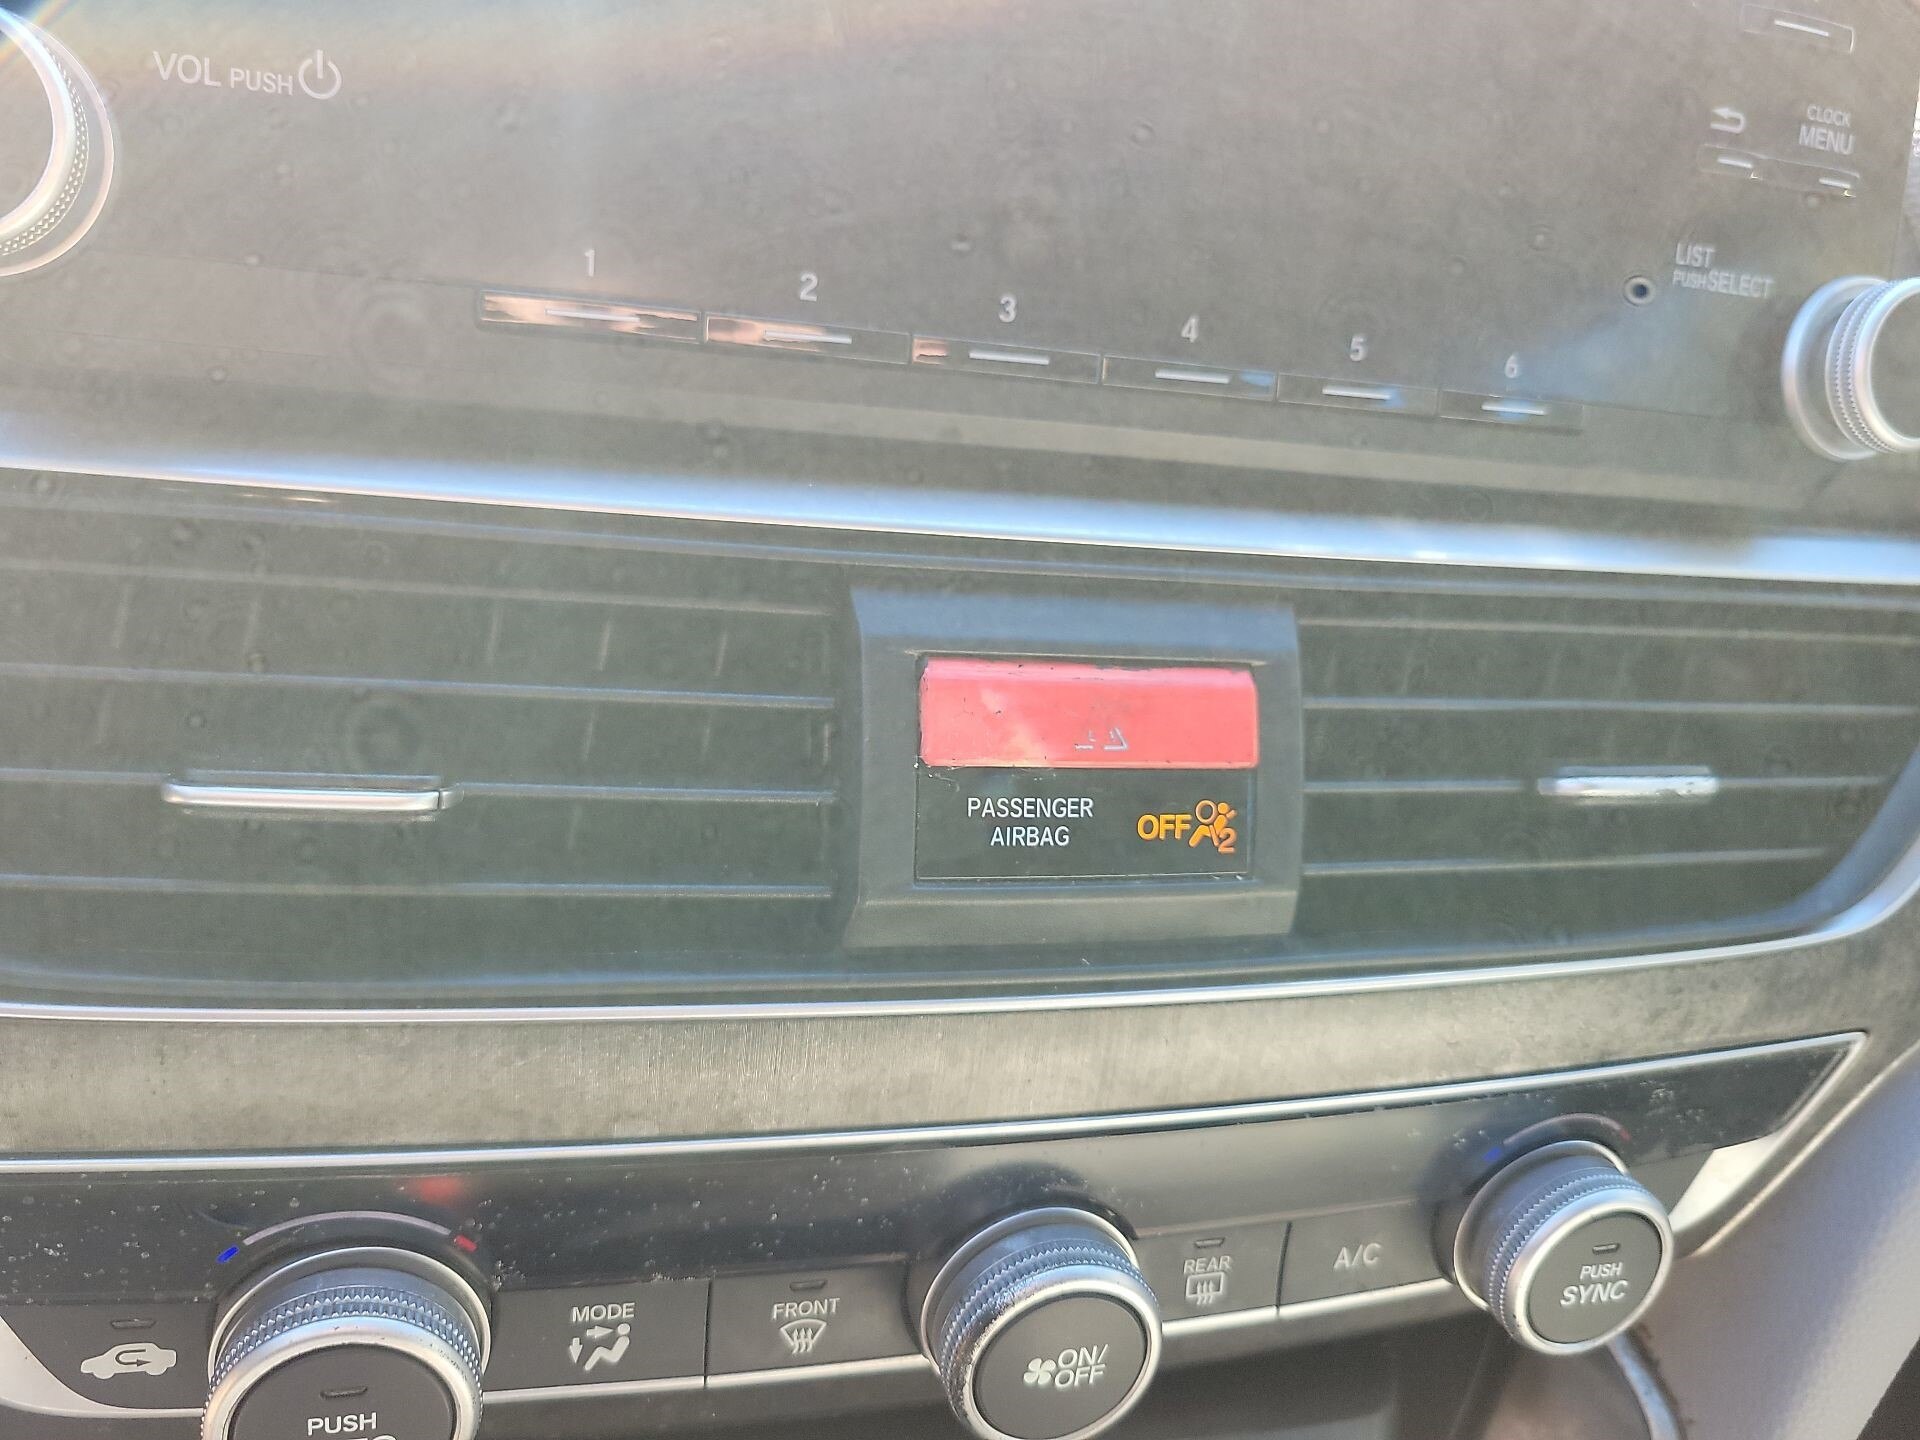 VOL PUSH
CLOCK
MENU
LIST
PUSH SELECT
1 2 3 4 5 6
PASSENGER
AIRBAG
OFF
2
MODE
FRONT
ON/
OFF
REAR
A/C
PUSH
SYNC
PUSH